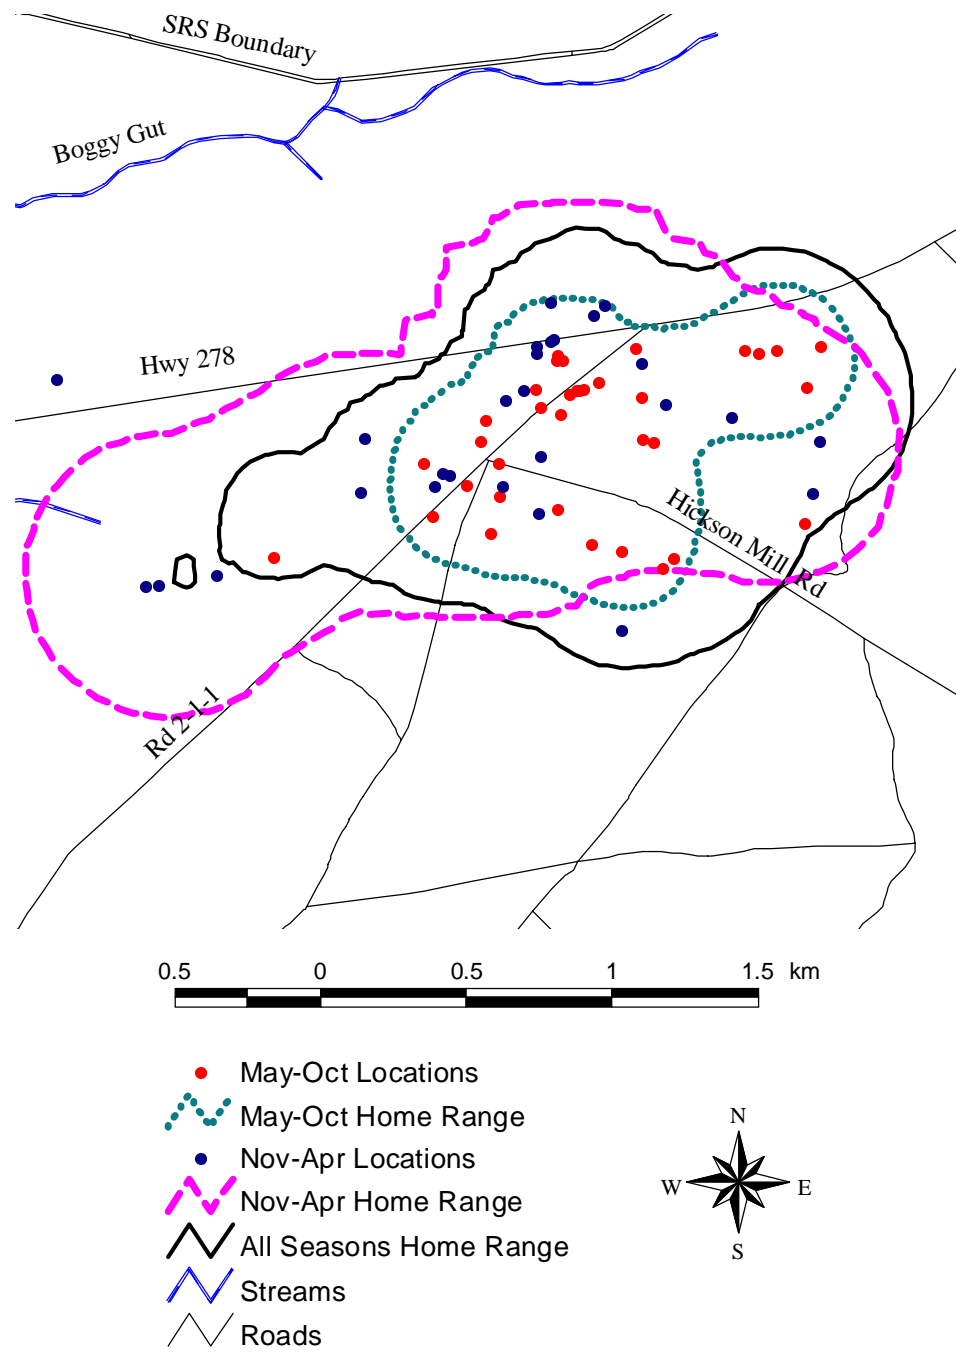 SRS Boundary
Boggy Gut
Hwy 278
Hickson Mill Rd
Rd 2-1-1
0.5 0 0.5 1 1.5 km
May-Oct Locations
May-Oct Home Range
Nov-Apr Locations
Nov-Apr Home Range
All Seasons Home Range
Streams
Roads
N
W E
S